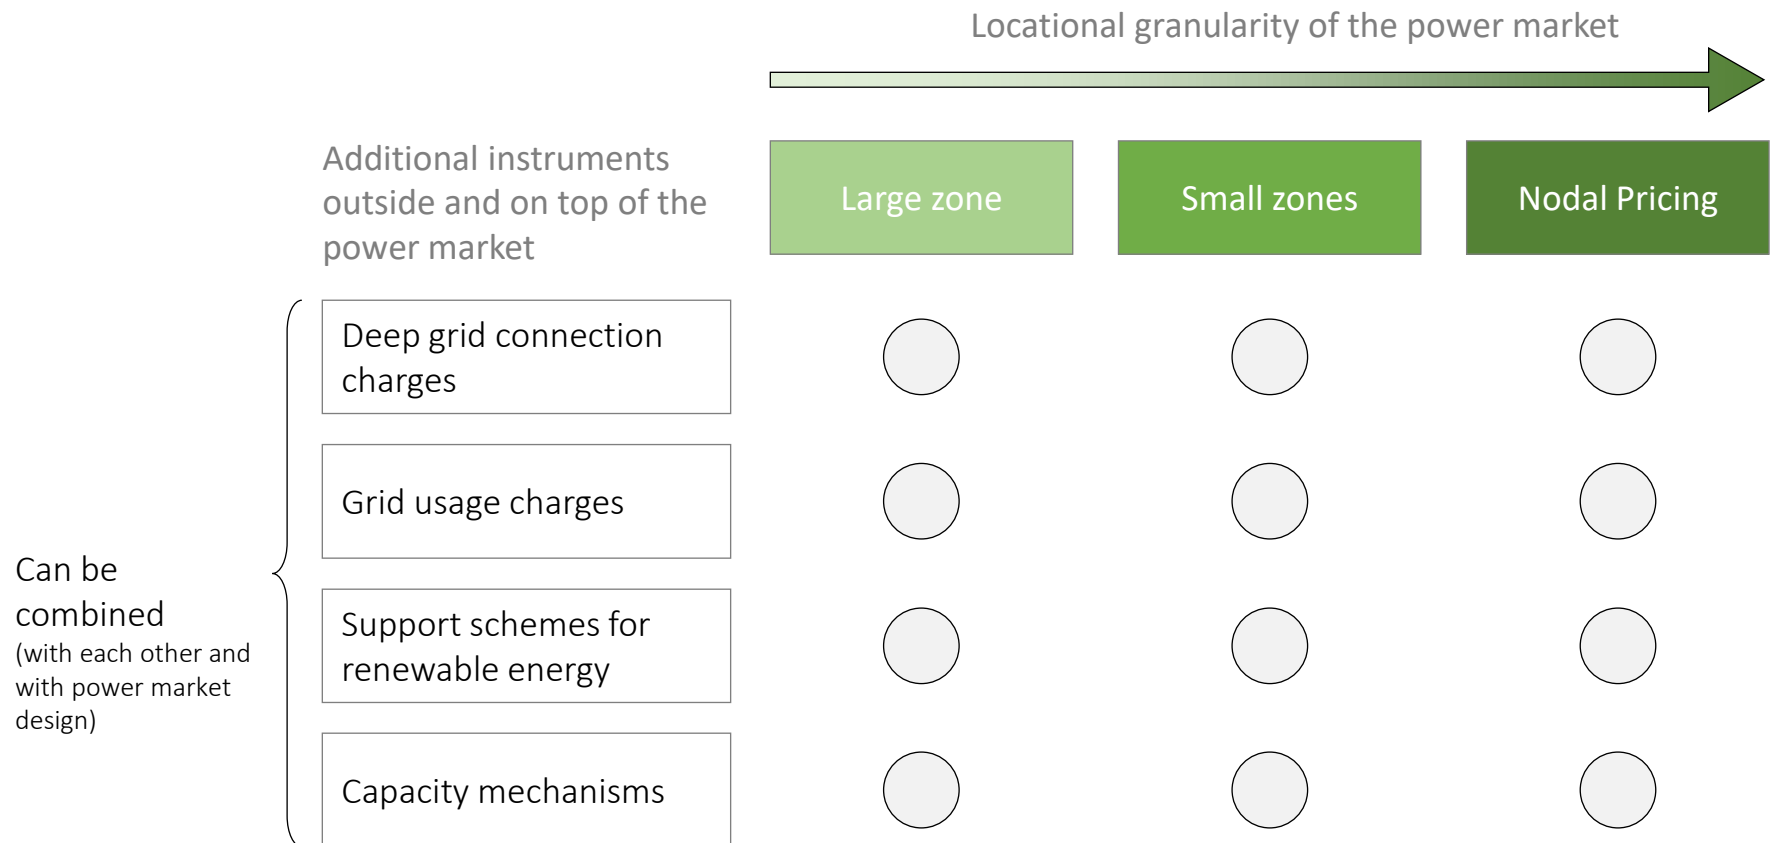 Locational granularity of the power market
Additional instruments
outside and on top of the
power market
Large zone
Small zones
Nodal Pricing
Deep grid connection
charges
Grid usage charges
Can be
combined
(with each other and
with power market
design)
Support schemes for
renewable energy
Capacity mechanisms